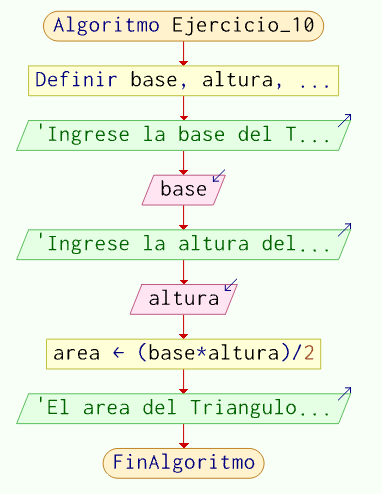 Algoritmo Ejercicio_10
Definir base, altura, ...
'Ingrese la base del T...
base
'Ingrese la altura del...
altura
area ← (base*altura)/2
'El area del Triangulo...
FinAlgoritmo